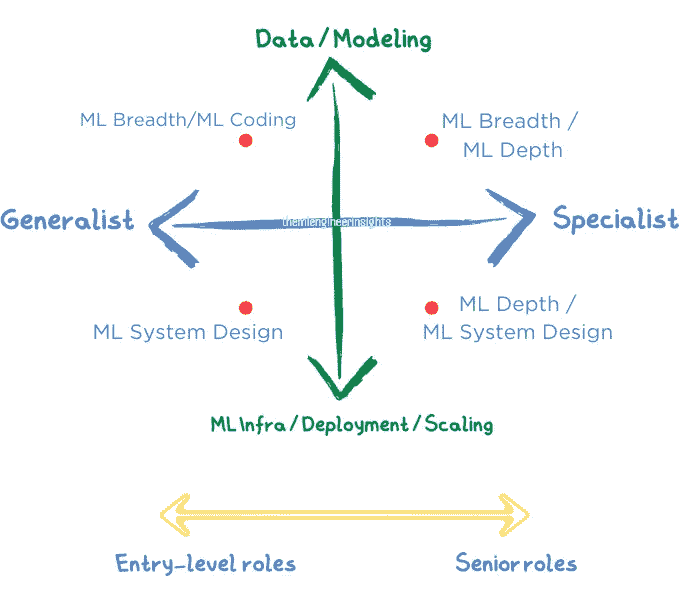 Data/Modeling
ML Breadth/ML Coding
ML Breadth /
ML Depth
Generalist
themlengineerinsights
Specialist
ML Depth /
ML System Design
ML System Design
ML Infra/Deployment/Scaling
Entry-level roles
Senior roles